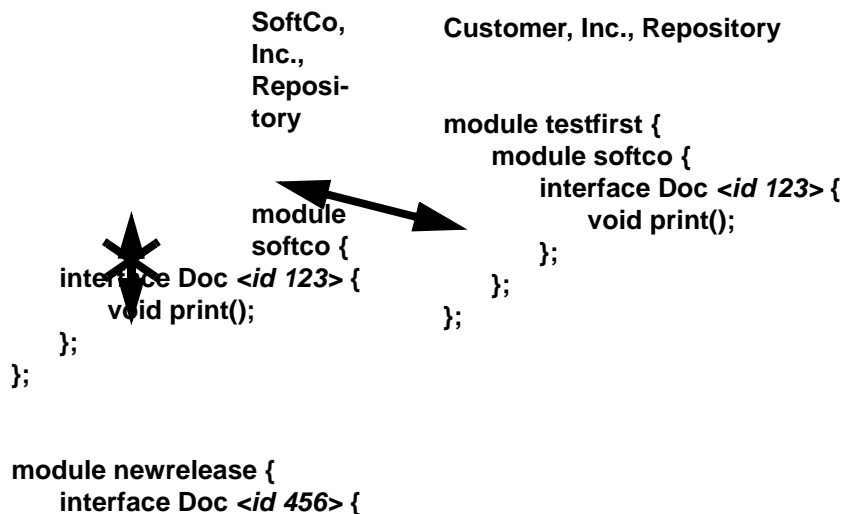 SoftCo,
Inc.,
Reposi-
tory
module
softco {
interface Doc <id 123> {
void print();
};
};
module newrelease {
interface Doc <id 456> {
Customer, Inc., Repository
module testfirst {
module softco {
interface Doc <id 123> {
void print();
};
};
};